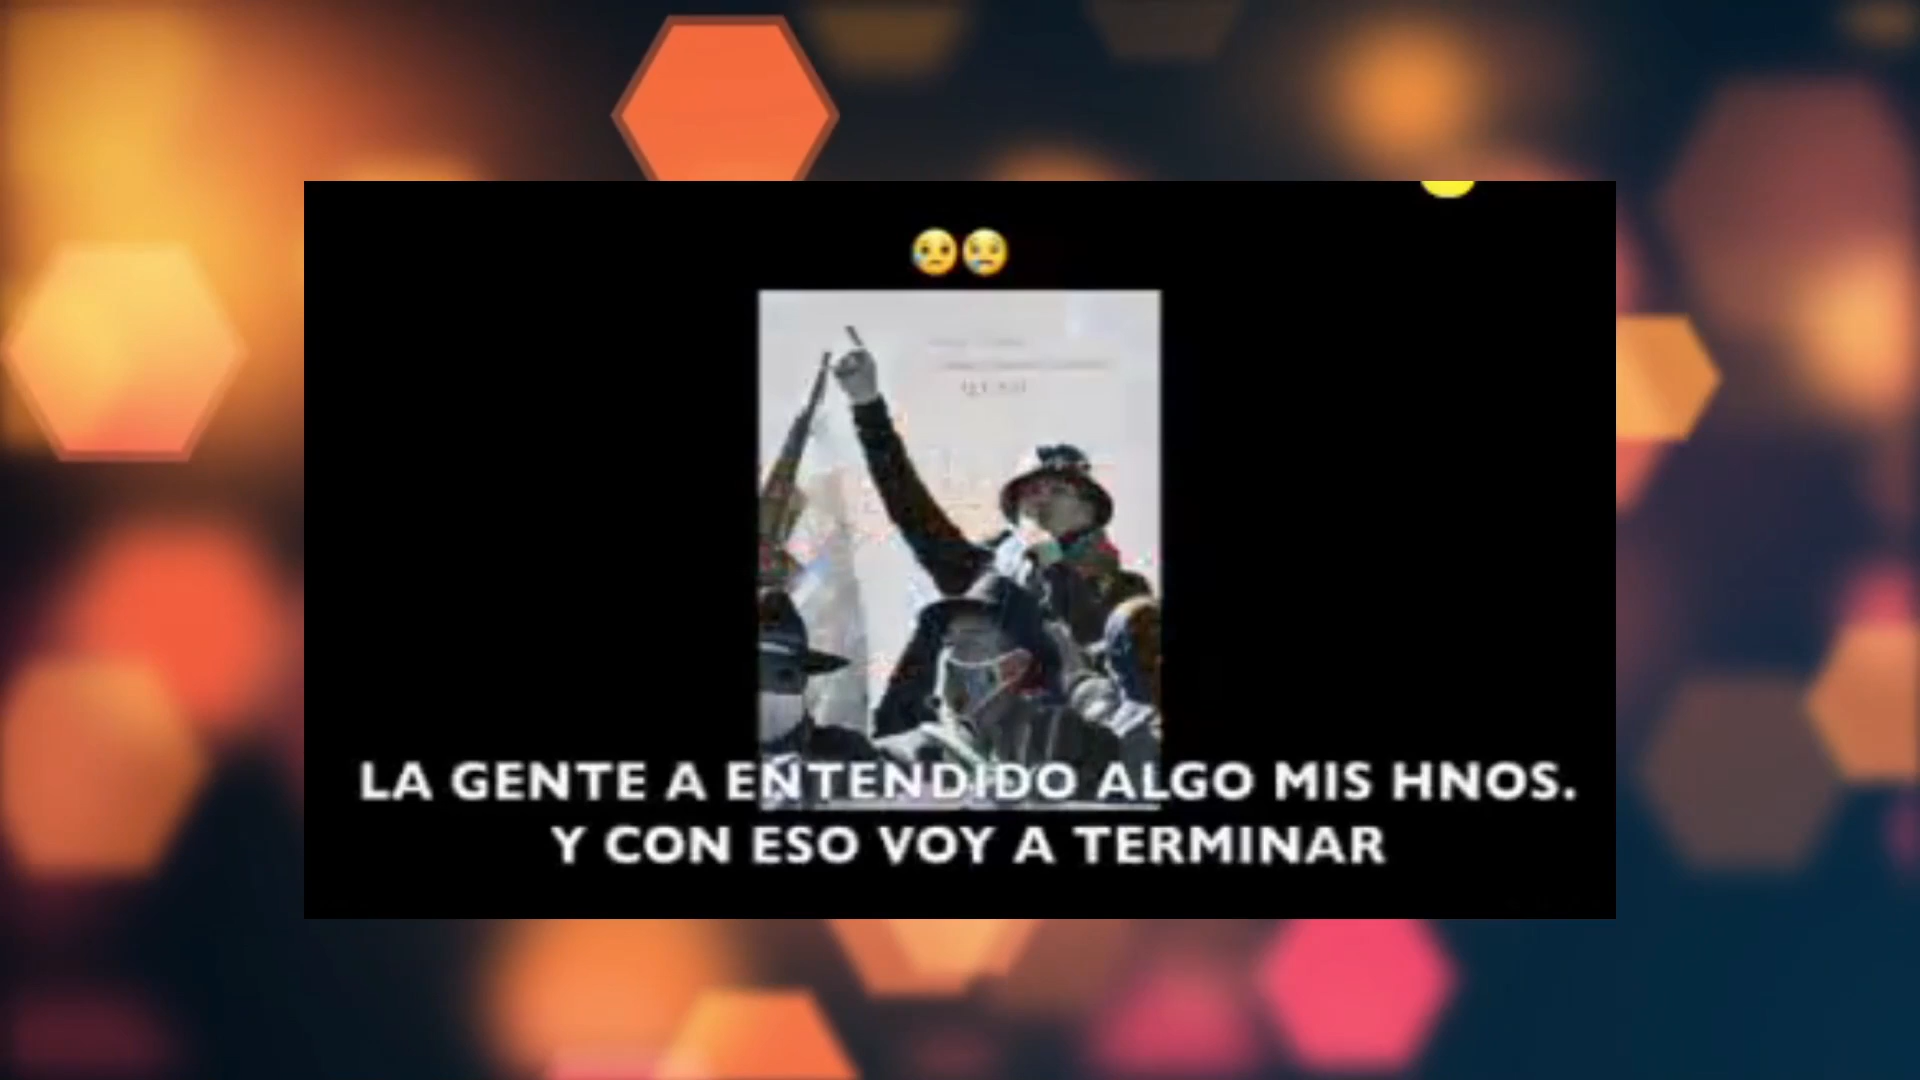 LA GENTE A ENTENDIDO ALGO MIS HNOS.
Y CON ESO VOY A TERMINAR